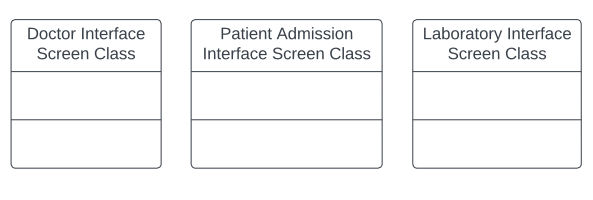 Doctor Interface
Screen Class
Patient Admission
Interface Screen Class
Laboratory Interface
Screen Class